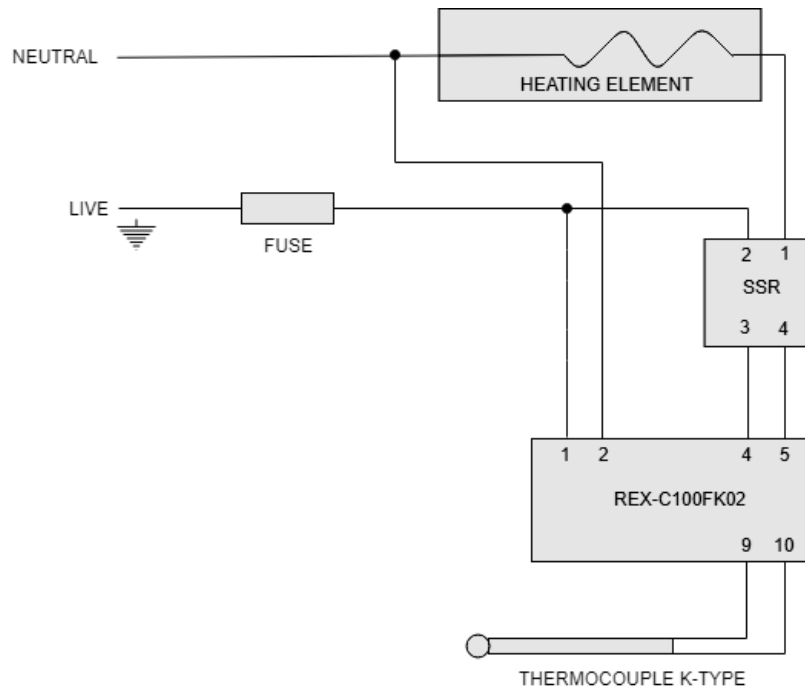 NEUTRAL
HEATING ELEMENT
LIVE
FUSE
2 1
SSR
3 4
1 2 4 5
REX-C100FK02
9 10
THERMOCOUPLE K-TYPE